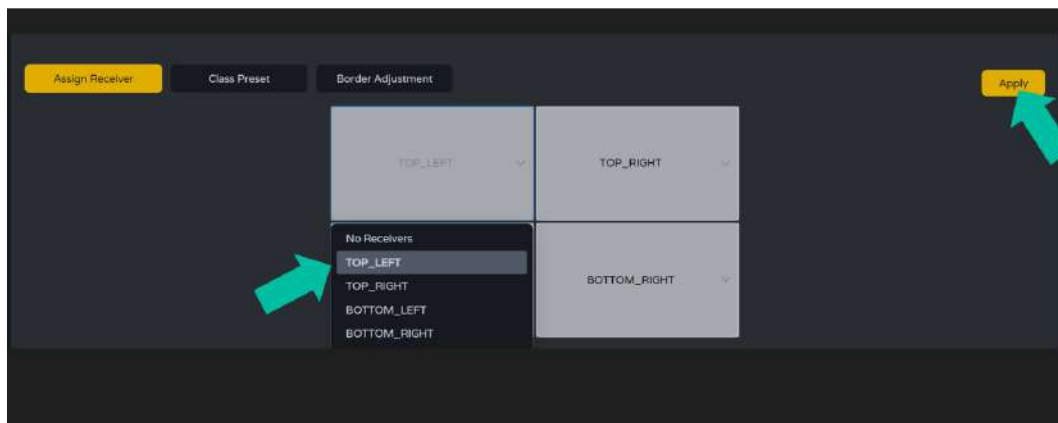 Assign Receiver
Class Preset
Border Adjustment
Apply
TOP_LEFT
TOP_RIGHT
No Receivers
TOP_LEFT
TOP_RIGHT
BOTTOM_LEFT
BOTTOM_RIGHT
BOTTOM_RIGHT